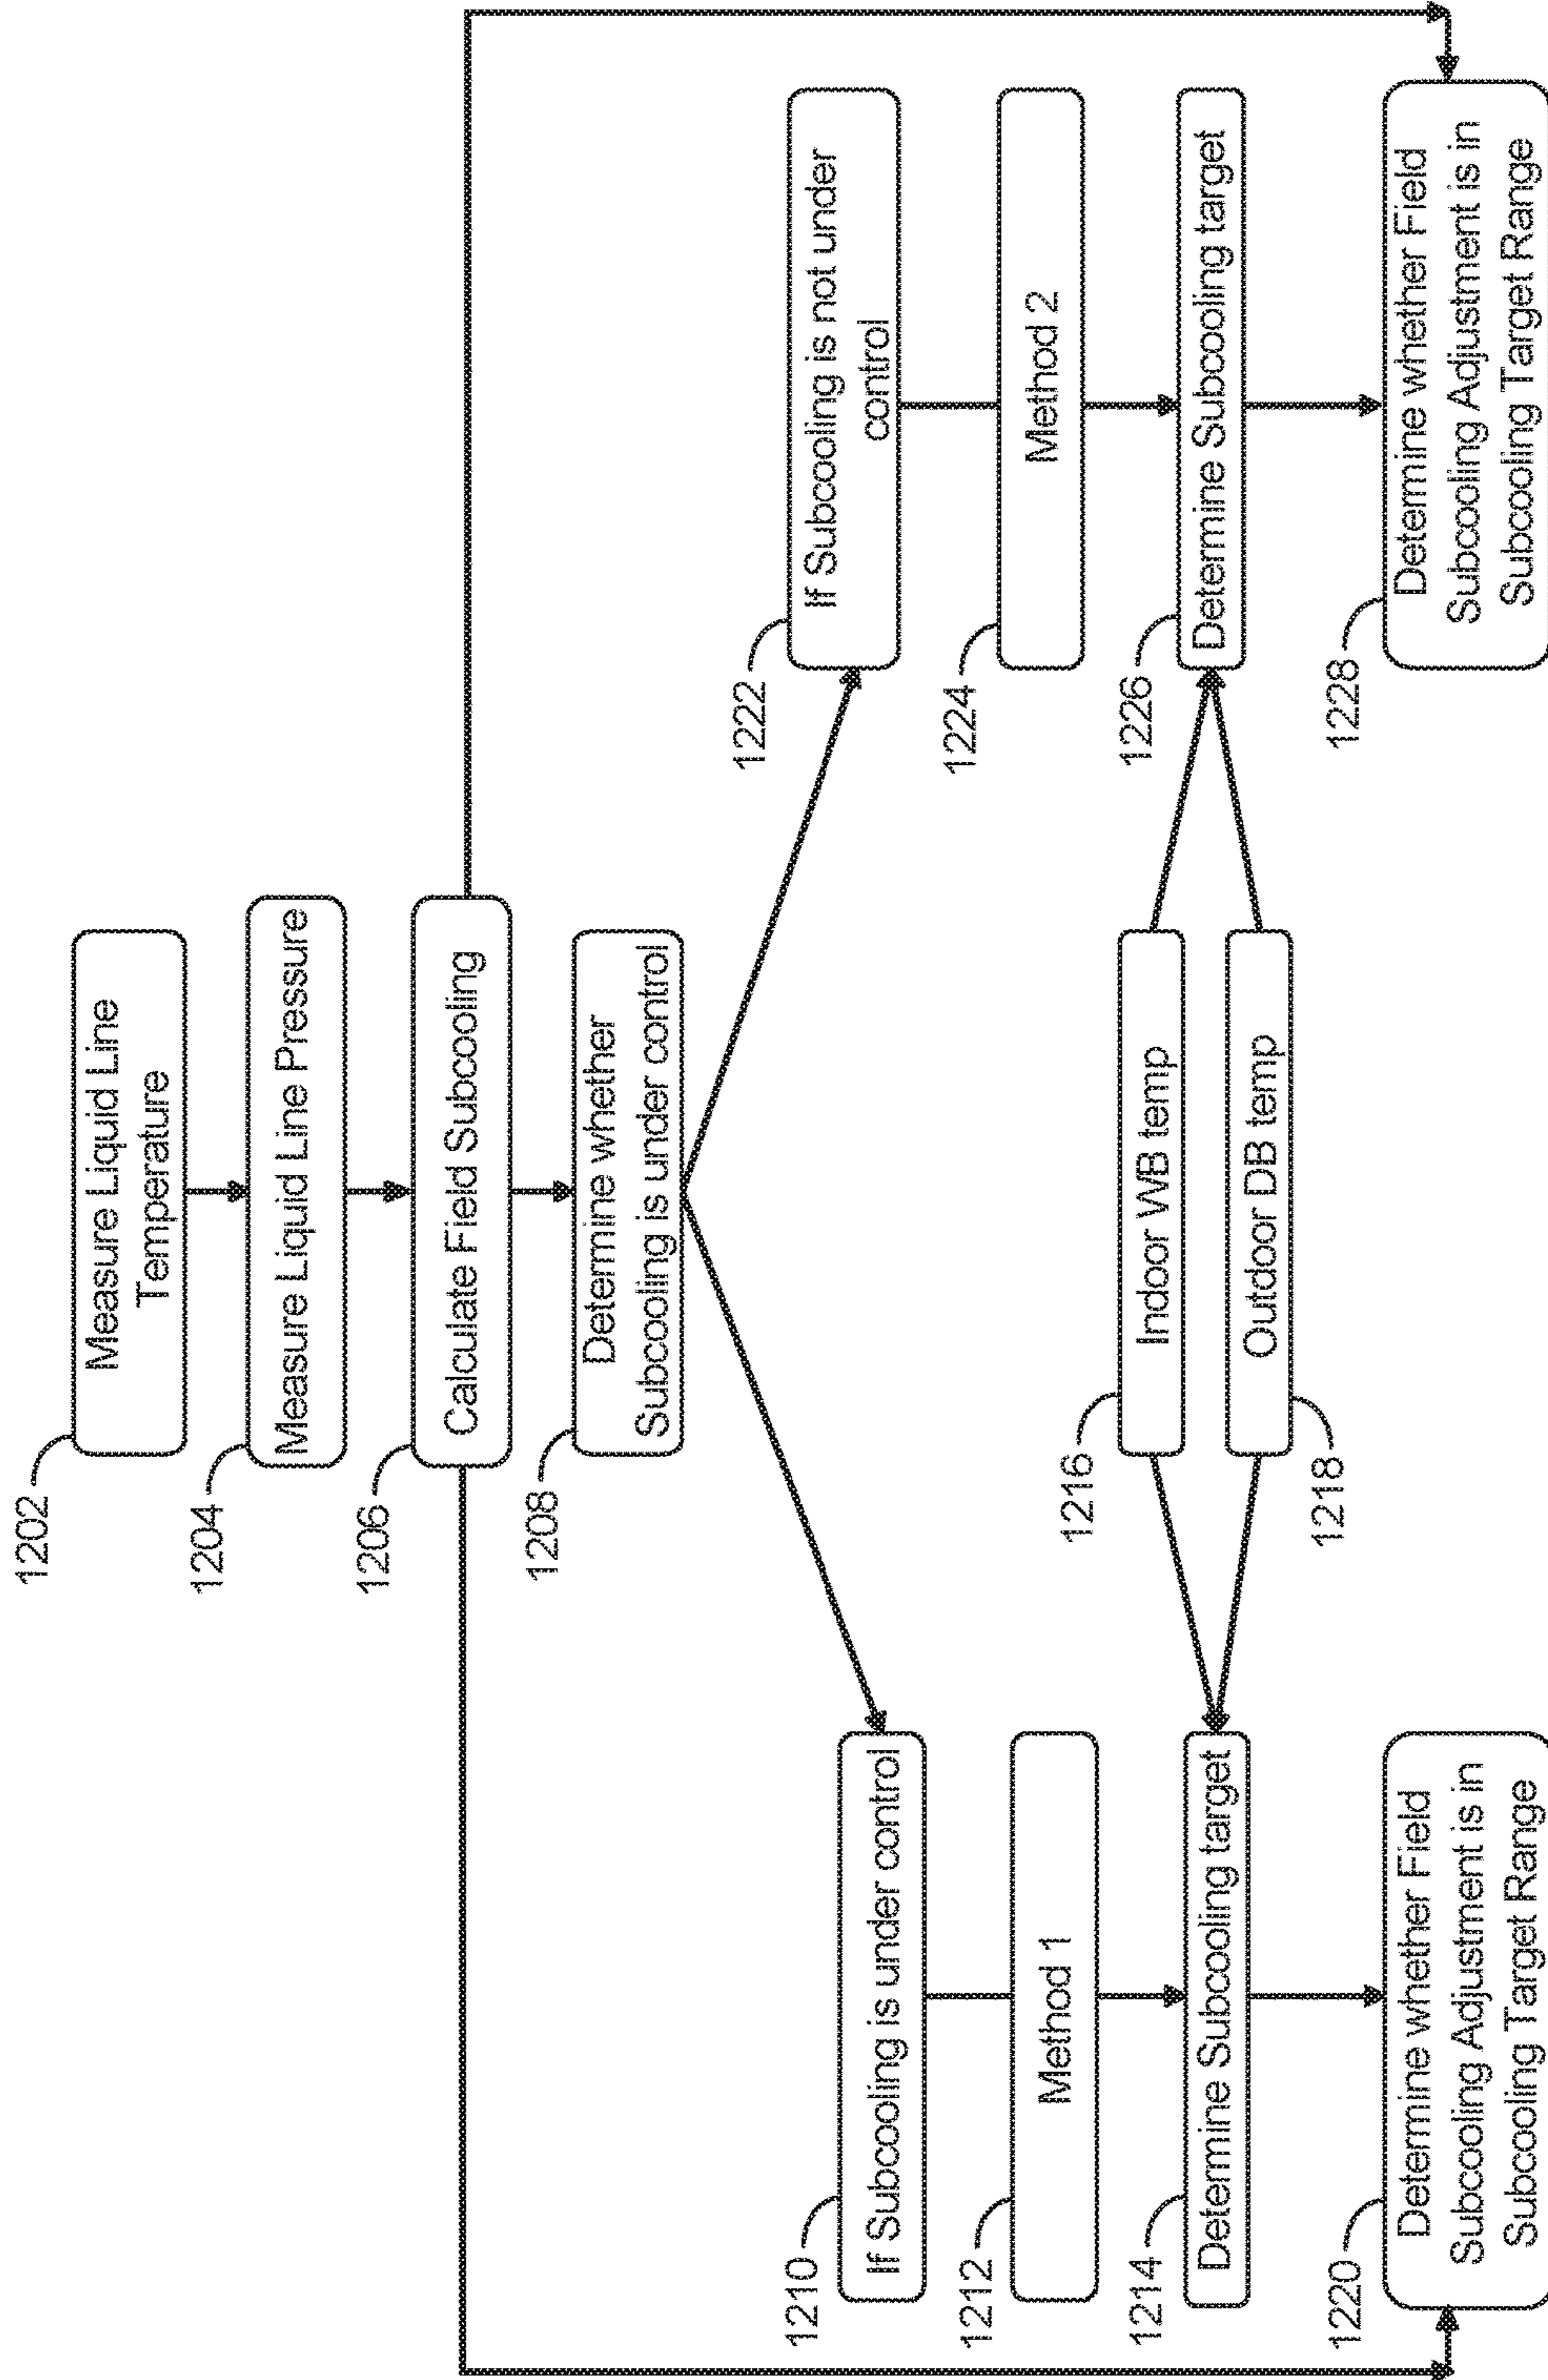 1202
Measure Liquid Line
Temperature
1204
Measure Liquid Line Pressure
1206
Calculate Field Subcooling
1208
Determine whether
Subcooling is under control
1210
If Subcooling is under control
1212
Method 1
1214
Determine Subcooling target
1216
Indoor WB temp
1218
Outdoor DB temp
1220
Determine whether Field
Subcooling Adjustment is in
Subcooling Target Range
1222
If Subcooling is not under
control
1224
Method 2
1226
Determine Subcooling target
1228
Determine whether Field
Subcooling Adjustment is in
Subcooling Target Range